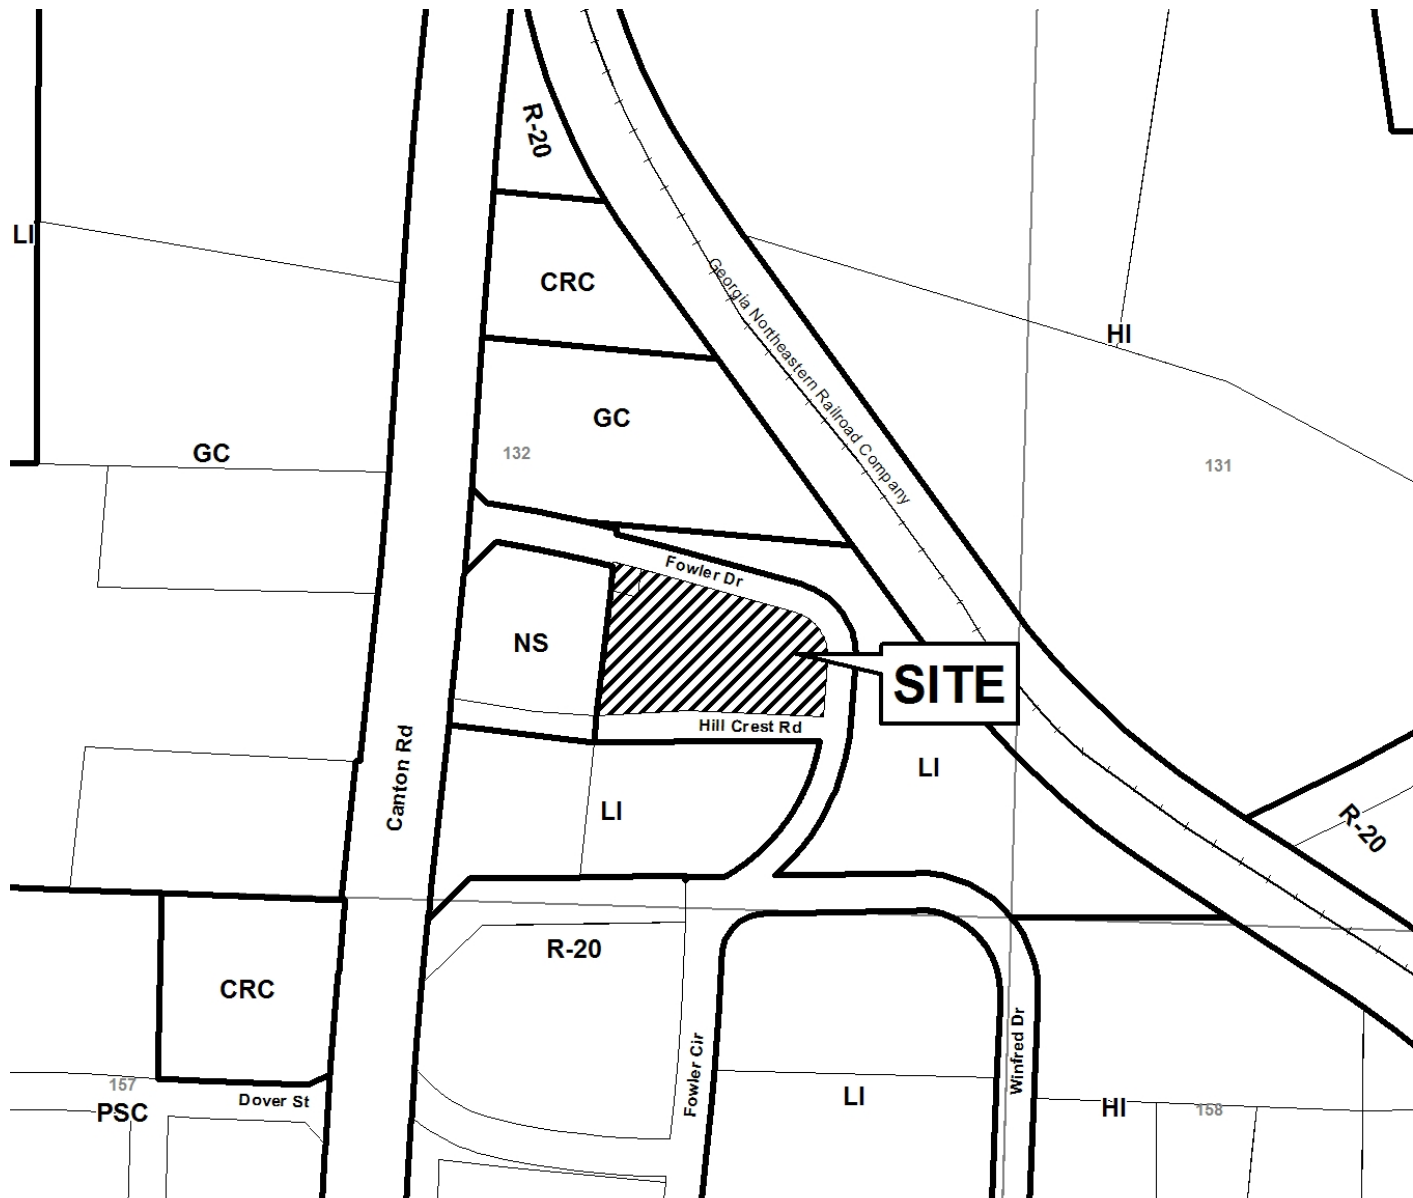 R-20
LI
CRC
Georgia Northeastern Railroad Company
HI
GC
GC
132
131
Fowler Dr
NS
SITE
Hill Crest Rd
LI
Canton Rd
LI
R-20
R-20
CRC
Winfred Dr
Fowler Cir
157
Dover St
PSC
LI
HI
158